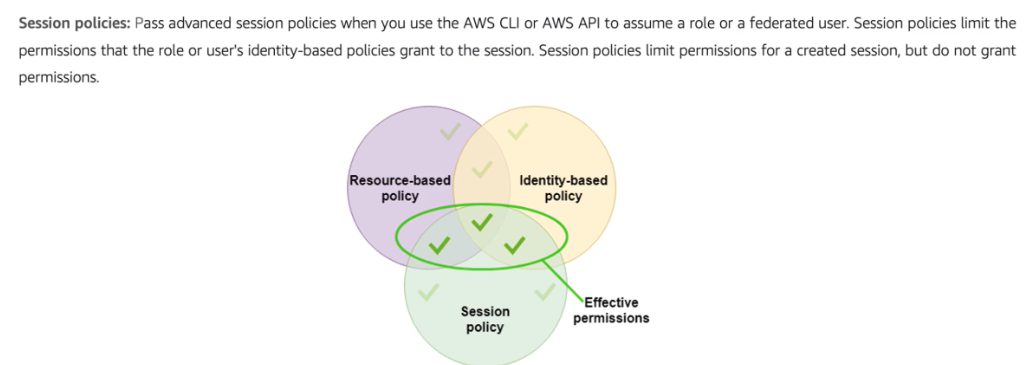 Session policies: Pass advanced session policies when you use the AWS CLI or AWS API to assume a role or a federated user. Session policies limit the
permissions that the role or user's identity-based policies grant to the session. Session policies limit permissions for a created session, but do not grant
permissions.
Resource-based
policy
Identity-based
policy
Session
policy
Effective
permissions